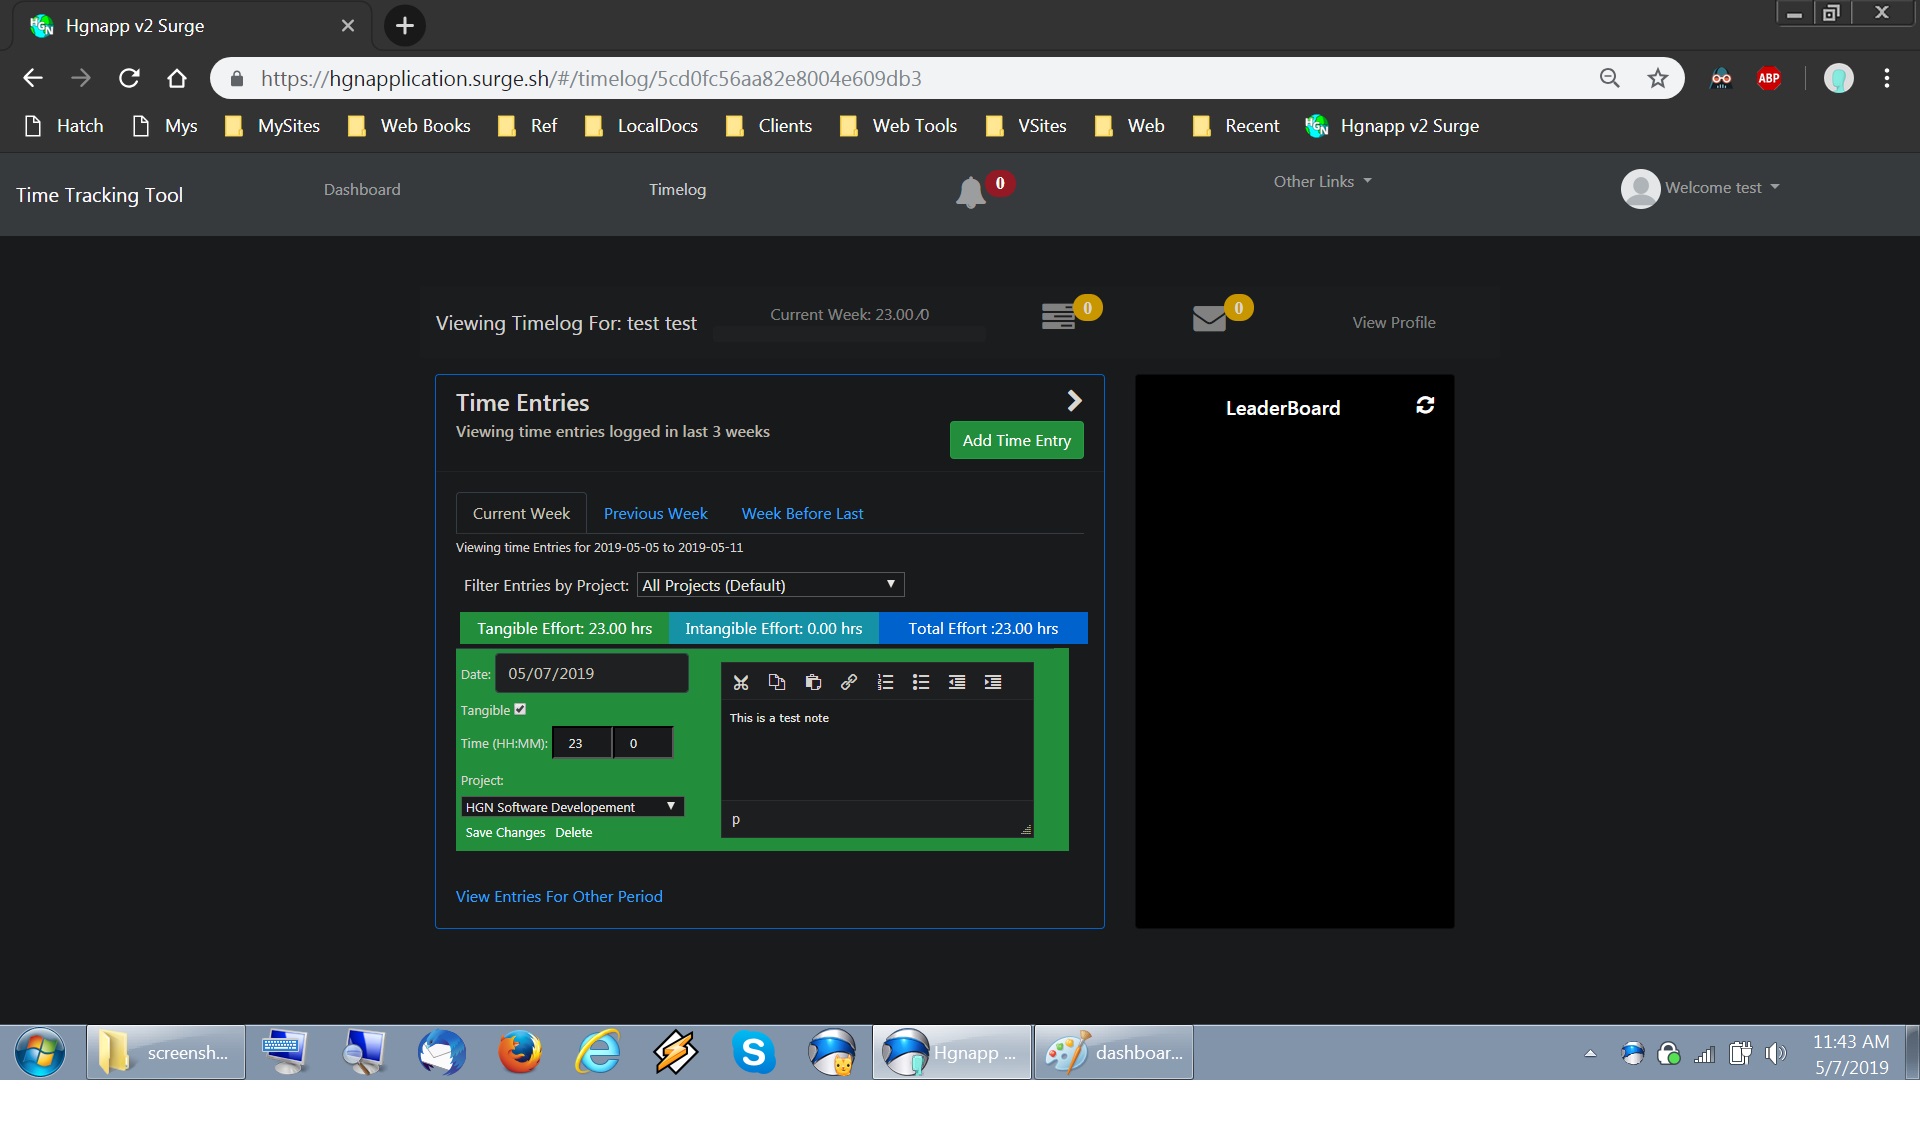 Hgnapp v2 Surge
https://hgnapplication.surge.sh/#/timelog/5cd0fc56aa82e8004e609db3
ABP
Hatch Mys MySites Web Books Ref LocalDocs Clients Web Tools VSites Web Recent HGN Hgnapp v2 Surge
Time Tracking Tool Dashboard Timelog 0 Other Links Welcome test
Viewing Timelog For: test test Current Week: 23.00 /0 0 0 View Profile
Time Entries
Viewing time entries logged in last 3 weeks
Add Time Entry
LeaderBoard
Current Week Previous Week Week Before Last
Viewing time Entries for 2019-05-05 to 2019-05-11
Filter Entries by Project: All Projects (Default)
Tangible Effort: 23.00 hrs Intangible Effort: 0.00 hrs Total Effort :23.00 hrs
Date: 05/07/2019
Tangible
Time (HH:MM): 23 0
Project:
HGN Software Developement
Save Changes Delete
This is a test note
p
View Entries For Other Period
screensh... Hgnapp ... dashboar...
11:43 AM
5/7/2019